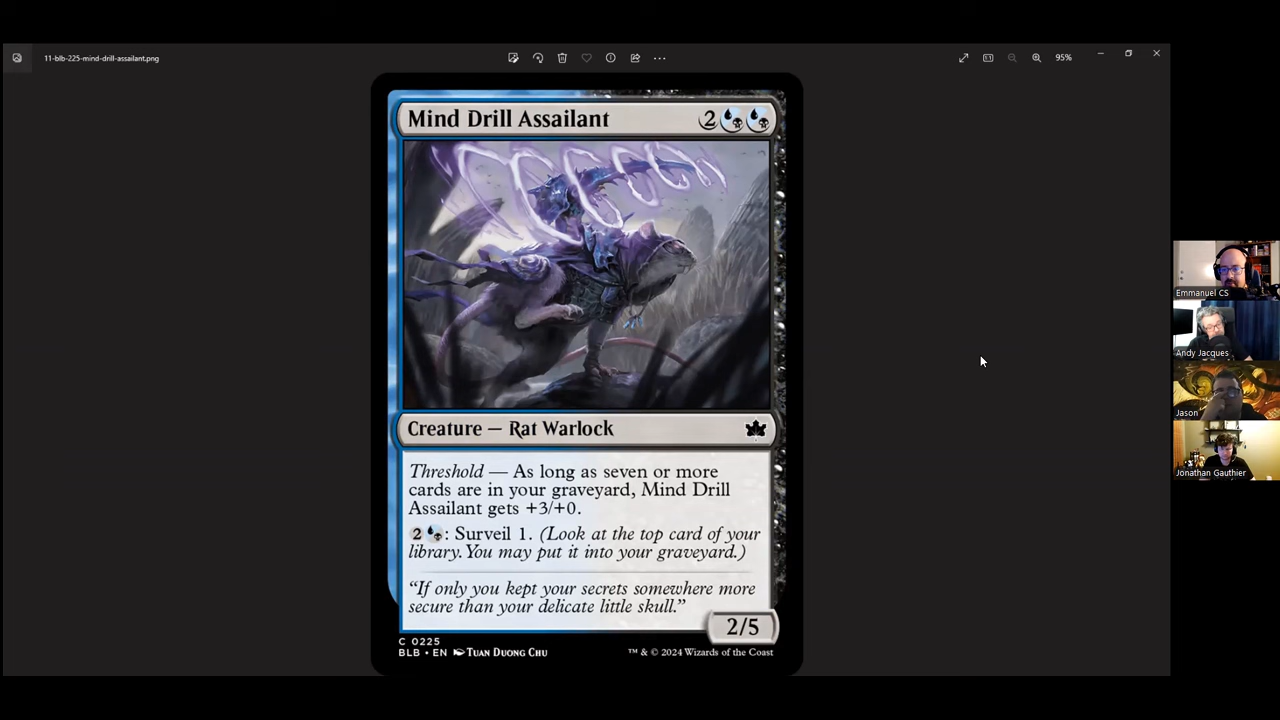 11-blb-225-mind-drill-assailant.png
95%
Mind Drill Assailant
2
Creature — Rat Warlock
Threshold — As long as seven or more
cards are in your graveyard, Mind Drill
Assailant gets +3/+0.
2 : Surveil 1. (Look at the top card of your
library. You may put it into your graveyard.)
“If only you kept your secrets somewhere more
secure than your delicate little skull.”
2/5
C 0225
BLB • EN TUAN DUONG CHU
™ & © 2024 Wizards of the Coast
Emmanuel CS
Andy Jacques
Jason
Jonathan Gauthier